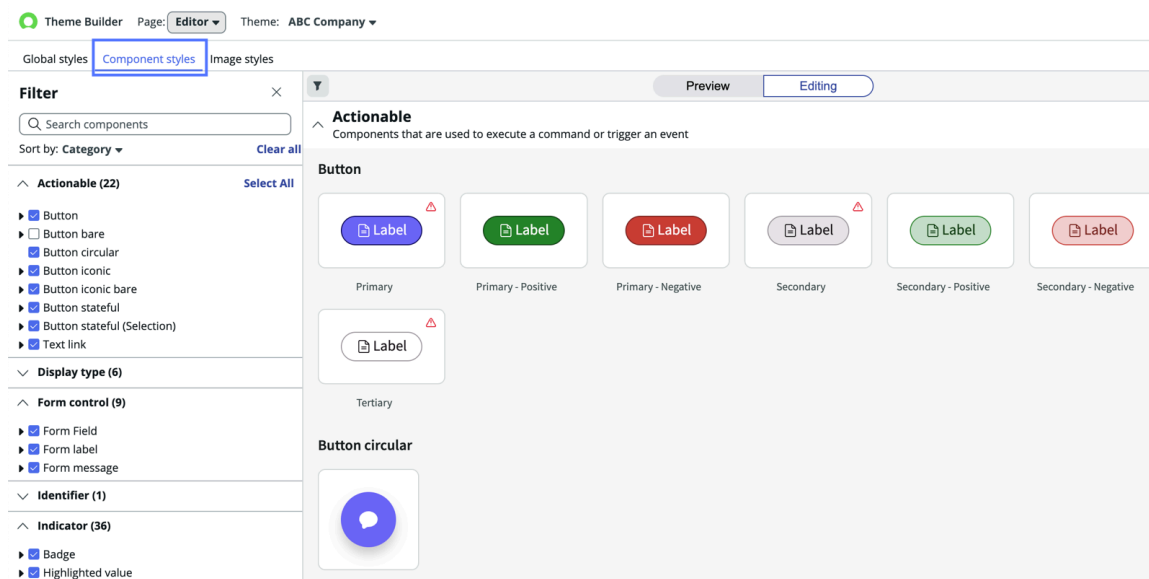 Theme Builder Page: Editor Theme: ABC Company
Global styles Component styles Image styles
Filter
Search components
Sort by: Category Clear all
Actionable (22) Select All
Button
Button bare
Button circular
Button iconic
Button iconic bare
Button stateful
Button stateful (Selection)
Text link
Display type (6)
Form control (9)
Form Field
Form label
Form message
Identifier (1)
Indicator (36)
Badge
Highlighted value
Preview Editing
Actionable
Components that are used to execute a command or trigger an event
Button
Label Label Label Label Label Label
Primary Primary - Positive Primary - Negative Secondary Secondary - Positive Secondary - Negative
Label
Tertiary
Button circular